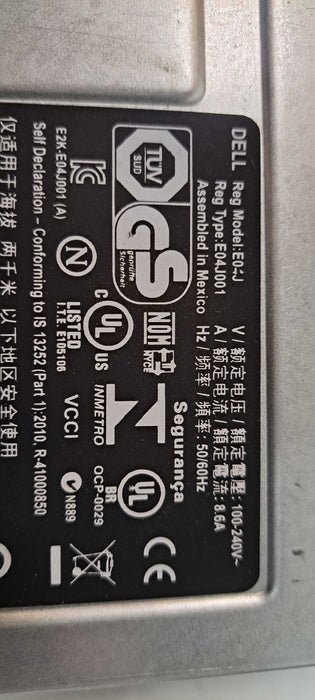 DELL Reg Model: E04J V / 额定电压 / 額定電壓: 100-240V~
Reg Type: E04J001 A / 额定电流 / 額定電流: 8.6A
Assembled in Mexico Hz / 频率 / 頻率: 50/60Hz
TÜV
SUD
GS
geprüfte
Sicherheit
NOM
NYCE
Segurança
UL
BR
OCP-0029
INMETRO
C UL US
LISTED
I.T.E. E105106
CE
E2K-E04J001 (A)
N
VCCI
N889
Self Declaration - Conforming to IS 13252 (Part 1):2010, R-41000850
仅适用于海拔 两千米 以下地区安全使用